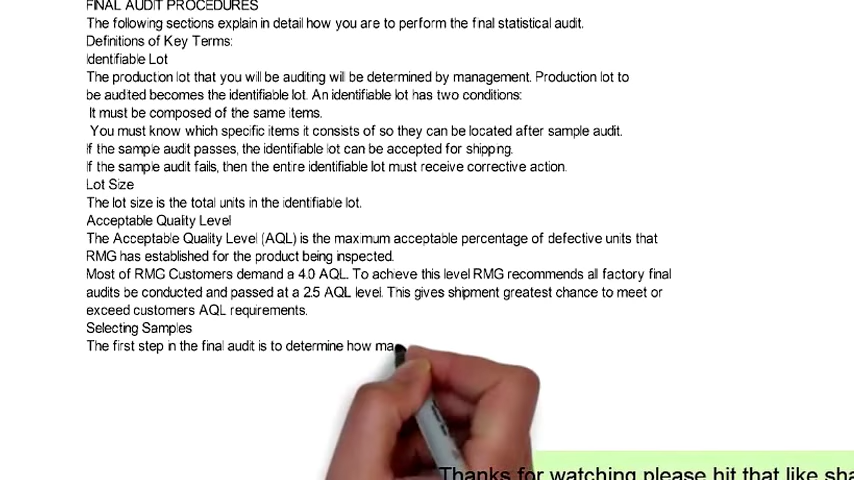 FINAL AUDIT PROCEDURES
The following sections explain in detail how you are to perform the final statistical audit.
Definitions of Key Terms:
Identifiable Lot
The production lot that you will be auditing will be determined by management. Production lot to
be audited becomes the identifiable lot. An identifiable lot has two conditions:
It must be composed of the same items.
You must know which specific items it consists of so they can be located after sample audit.
If the sample audit passes, the identifiable lot can be accepted for shipping.
If the sample audit fails, then the entire identifiable lot must receive corrective action.
Lot Size
The lot size is the total units in the identifiable lot.
Acceptable Quality Level
The Acceptable Quality Level (AQL) is the maximum acceptable percentage of defective units that
RMG has established for the product being inspected.
Most of RMG Customers demand a 4.0 AQL. To achieve this level RMG recommends all factory final
audits be conducted and passed at a 2.5 AQL level. This gives shipment greatest chance to meet or
exceed customers AQL requirements.
Selecting Samples
The first step in the final audit is to determine how ma
Thanks for watching please hit that like sha